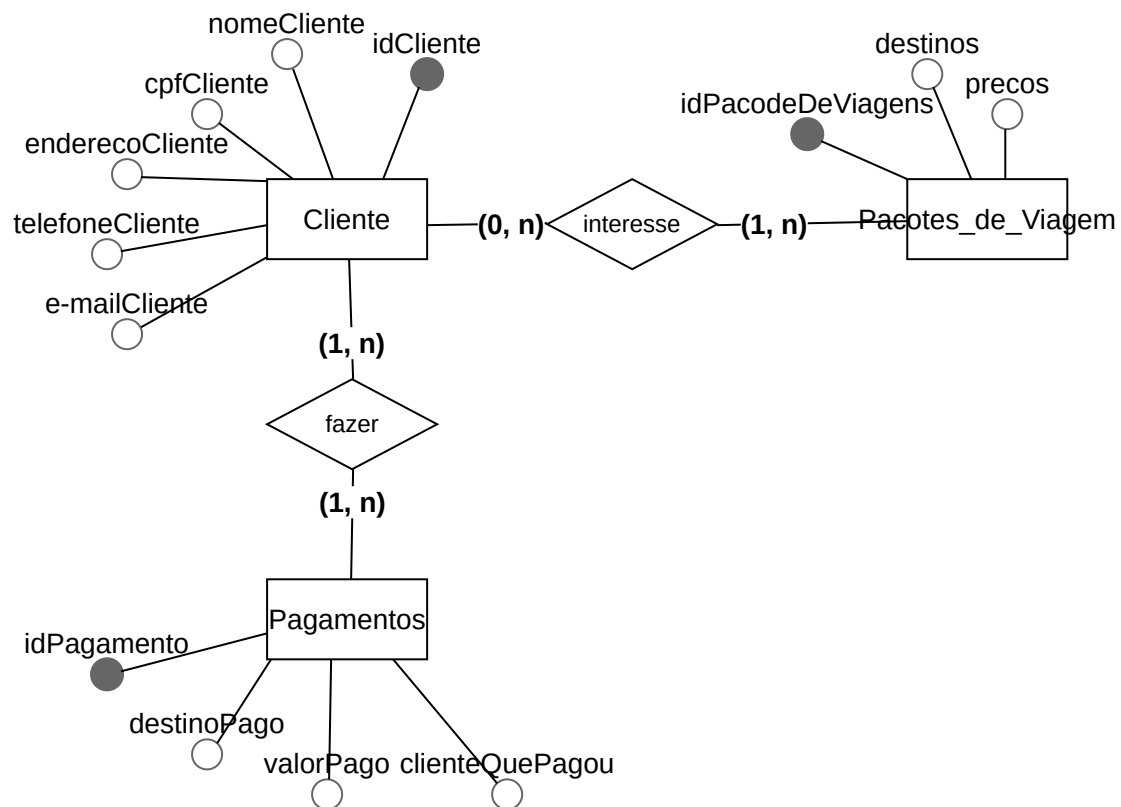 nomeCliente
idCliente
destinos
cpfCliente
precos
idPacodeDeViagens
enderecoCliente
telefoneCliente
Cliente
(0, n)
interesse
(1, n)
Pacotes_de_Viagem
e-mailCliente
(1, n)
fazer
(1, n)
Pagamentos
idPagamento
destinoPago
valorPago
clienteQuePagou